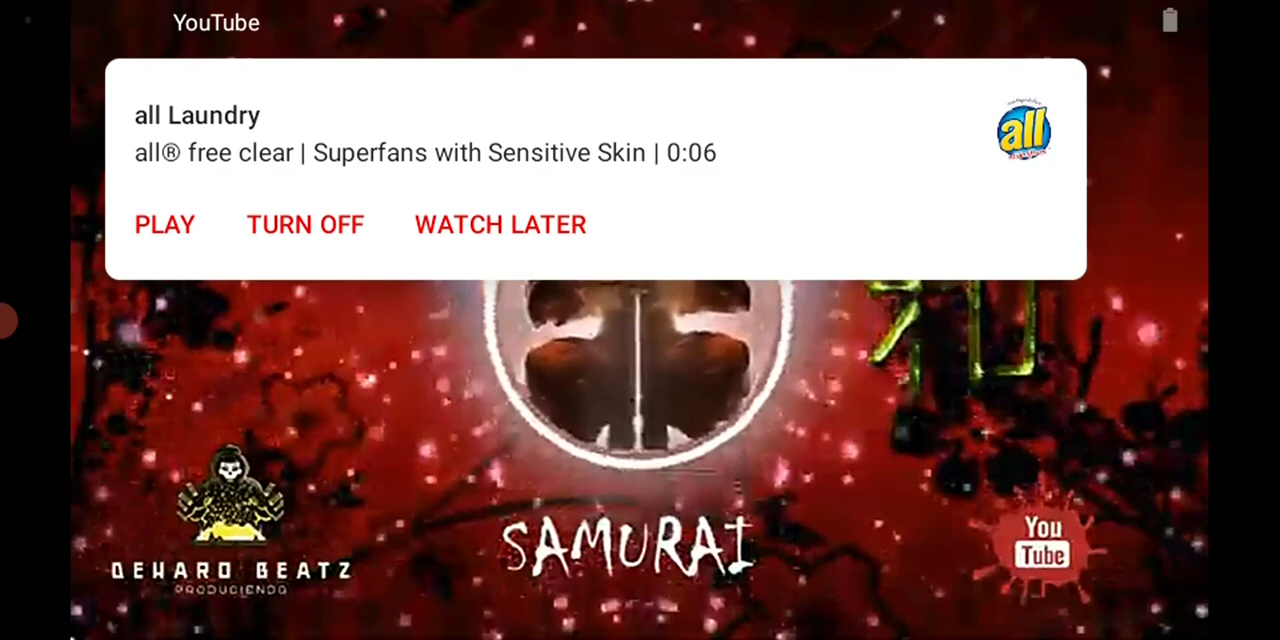 YouTube
all Laundry
all® free clear | Superfans with Sensitive Skin | 0:06
all
PLAY TURN OFF WATCH LATER
SAMURAI
DEWARO BEATZ
PRODUCIENDO
You
Tube